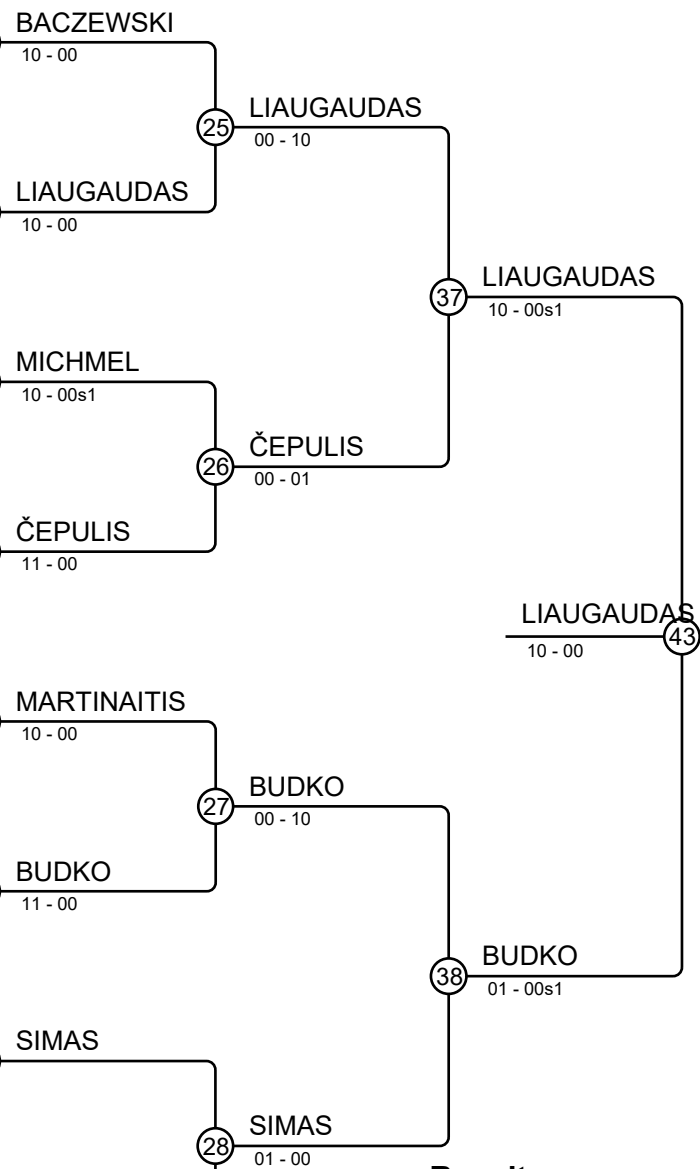 BACZEWSKI
10 - 00
25
LIAUGAUDAS
00 - 10
LIAUGAUDAS
10 - 00
37
LIAUGAUDAS
10 - 00s1
MICHMEL
10 - 00s1
26
ČEPULIS
00 - 01
ČEPULIS
11 - 00
LIAUGAUDAS
43
10 - 00
MARTINAITIS
10 - 00
27
BUDKO
00 - 10
BUDKO
11 - 00
38
BUDKO
01 - 00s1
SIMAS
28
SIMAS
01 - 00